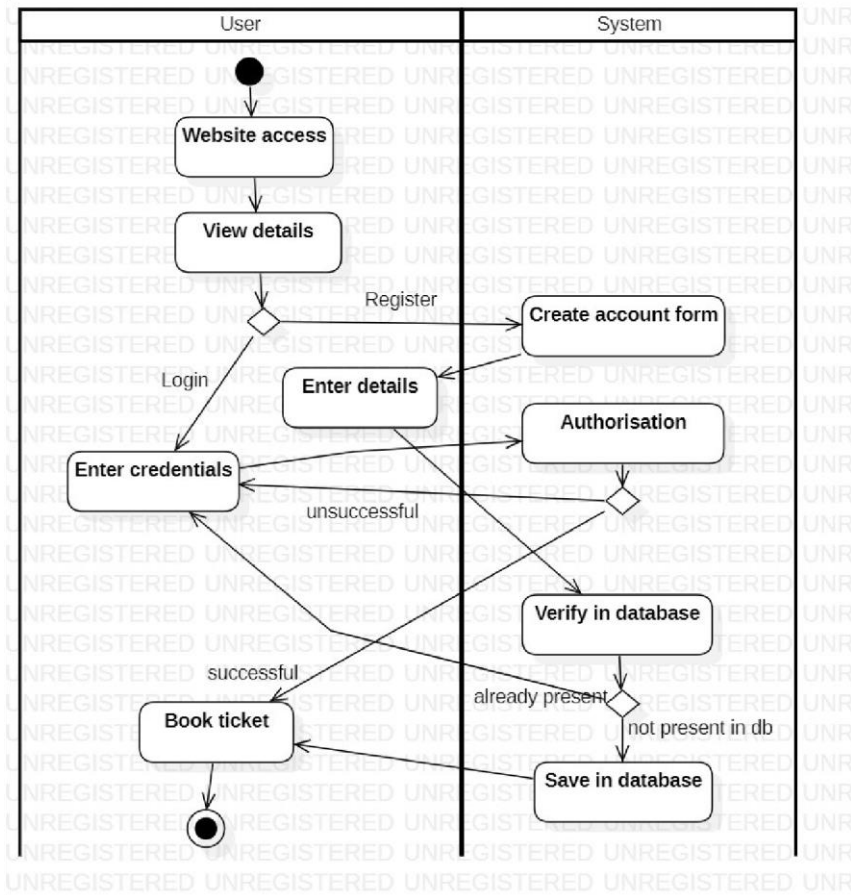 User
System
Website access
View details
Register
Create account form
Login
Enter details
Authorisation
Enter credentials
unsuccessful
Verify in database
successful
already present
Book ticket
not present in db
Save in database
UNREGISTERED